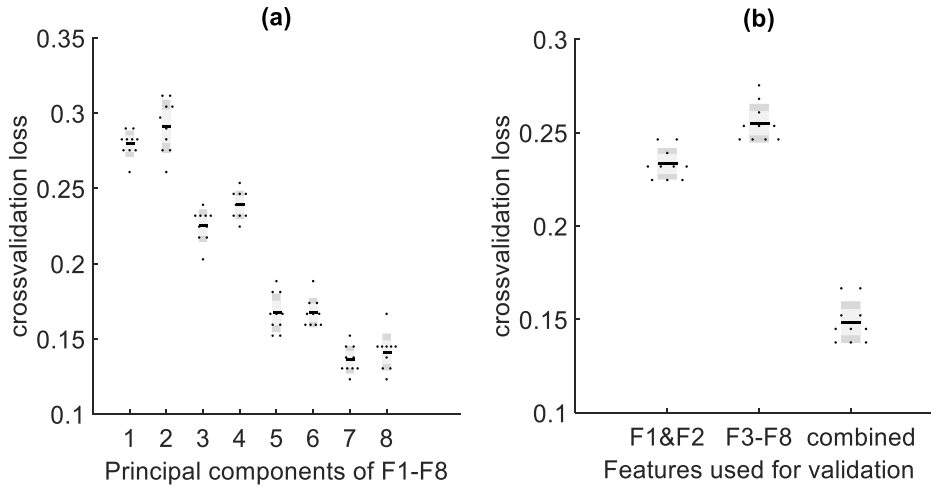 (a)
0.35
0.3
0.25
0.2
0.15
0.1
crossvalidation loss
1 2 3 4 5 6 7 8
Principal components of F1-F8
(b)
0.3
0.25
0.2
0.15
0.1
crossvalidation loss
F1&F2 F3-F8 combined
Features used for validation